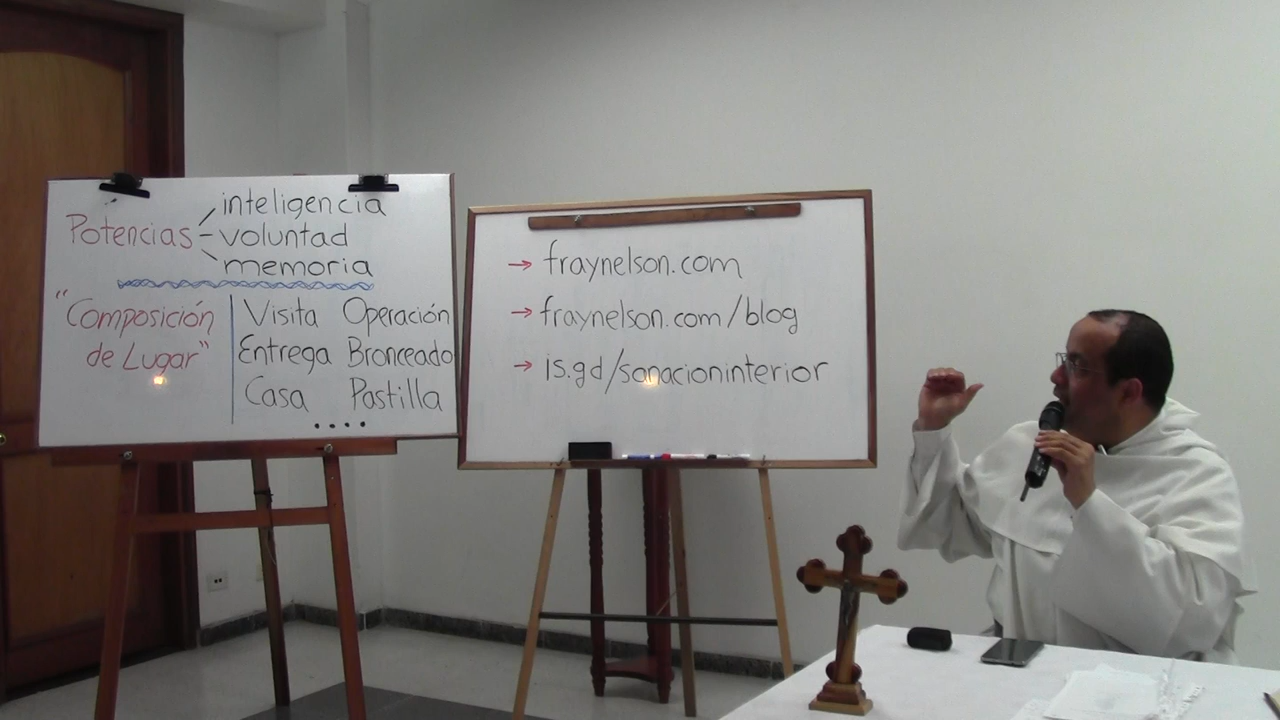 Potencias
inteligencia
voluntad
memoria
"Composición
de Lugar"
Visita Operación
Entrega Bronceado
Casa Pastilla
....
→ fraynelson.com
→ fraynelson.com/blog
→ is.gd/sanacioninterior